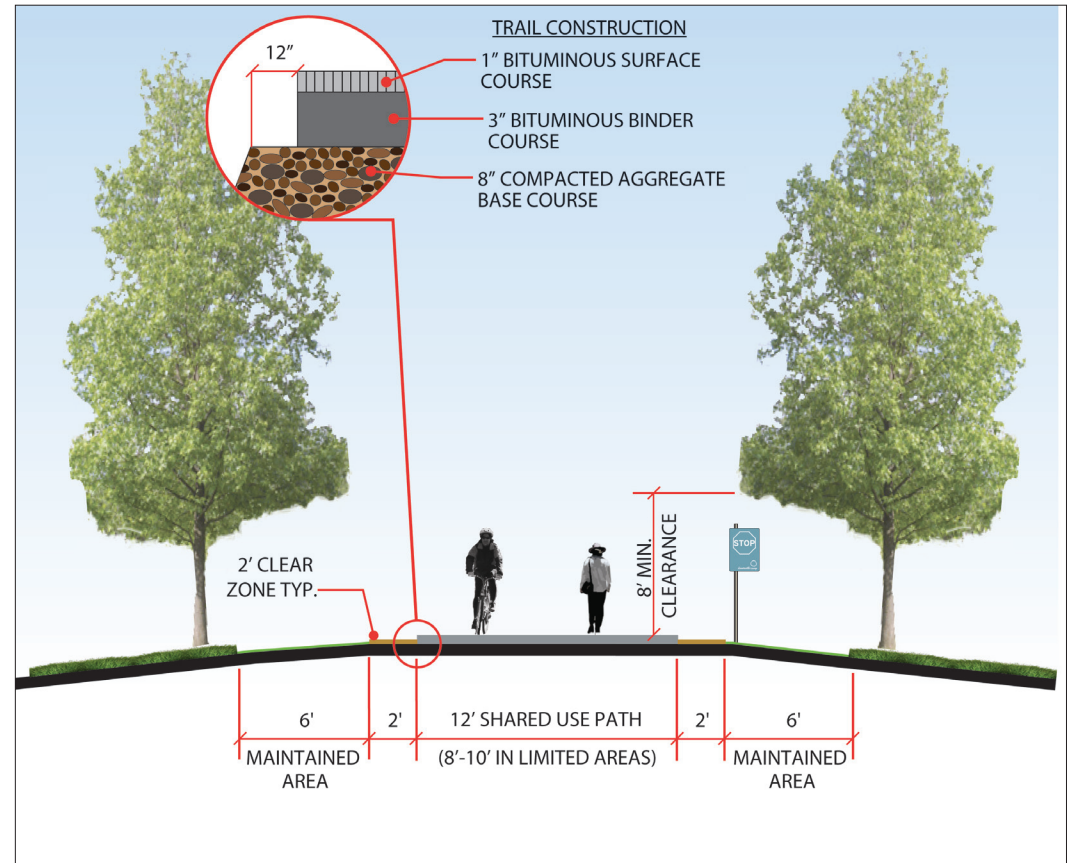 TRAIL CONSTRUCTION
12”
1” BITUMINOUS SURFACE
COURSE
3” BITUMINOUS BINDER
COURSE
8” COMPACTED AGGREGATE
BASE COURSE
8’ MIN.
CLEARANCE
STOP
2’ CLEAR
ZONE TYP.
6'
2'
12’ SHARED USE PATH
2'
6'
MAINTAINED
AREA
(8’-10’ IN LIMITED AREAS)
MAINTAINED
AREA